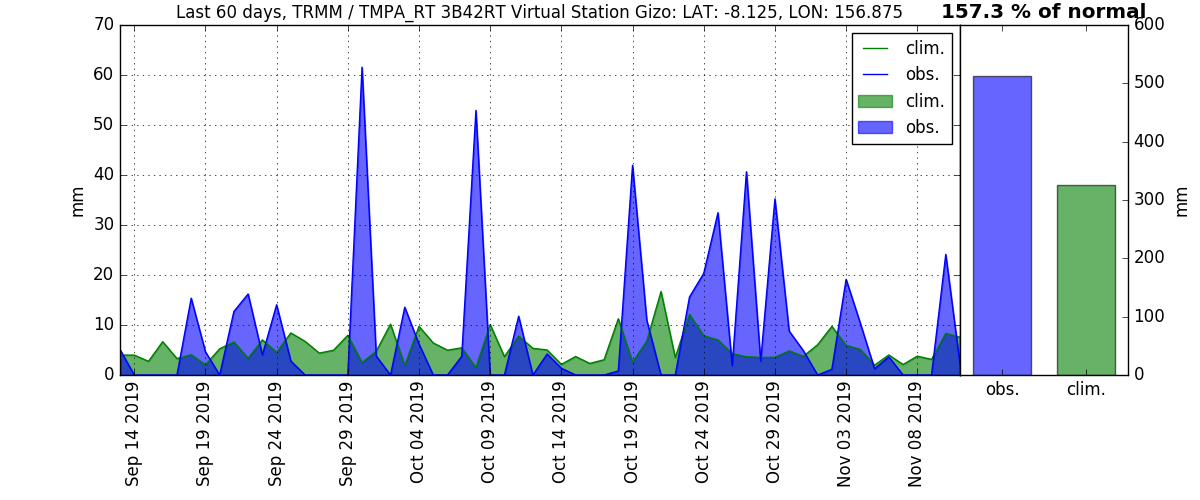 Last 60 days, TRMM / TMPA_RT 3B42RT Virtual Station Gizo: LAT: -8.125, LON: 156.875
157.3 % of normal
70
60
50
40
30
20
10
0
mm
clim.
obs.
clim.
obs.
Sep 14 2019
Sep 19 2019
Sep 24 2019
Sep 29 2019
Oct 04 2019
Oct 09 2019
Oct 14 2019
Oct 19 2019
Oct 24 2019
Oct 29 2019
Nov 03 2019
Nov 08 2019
600
500
400
300
200
100
0
mm
obs.
clim.